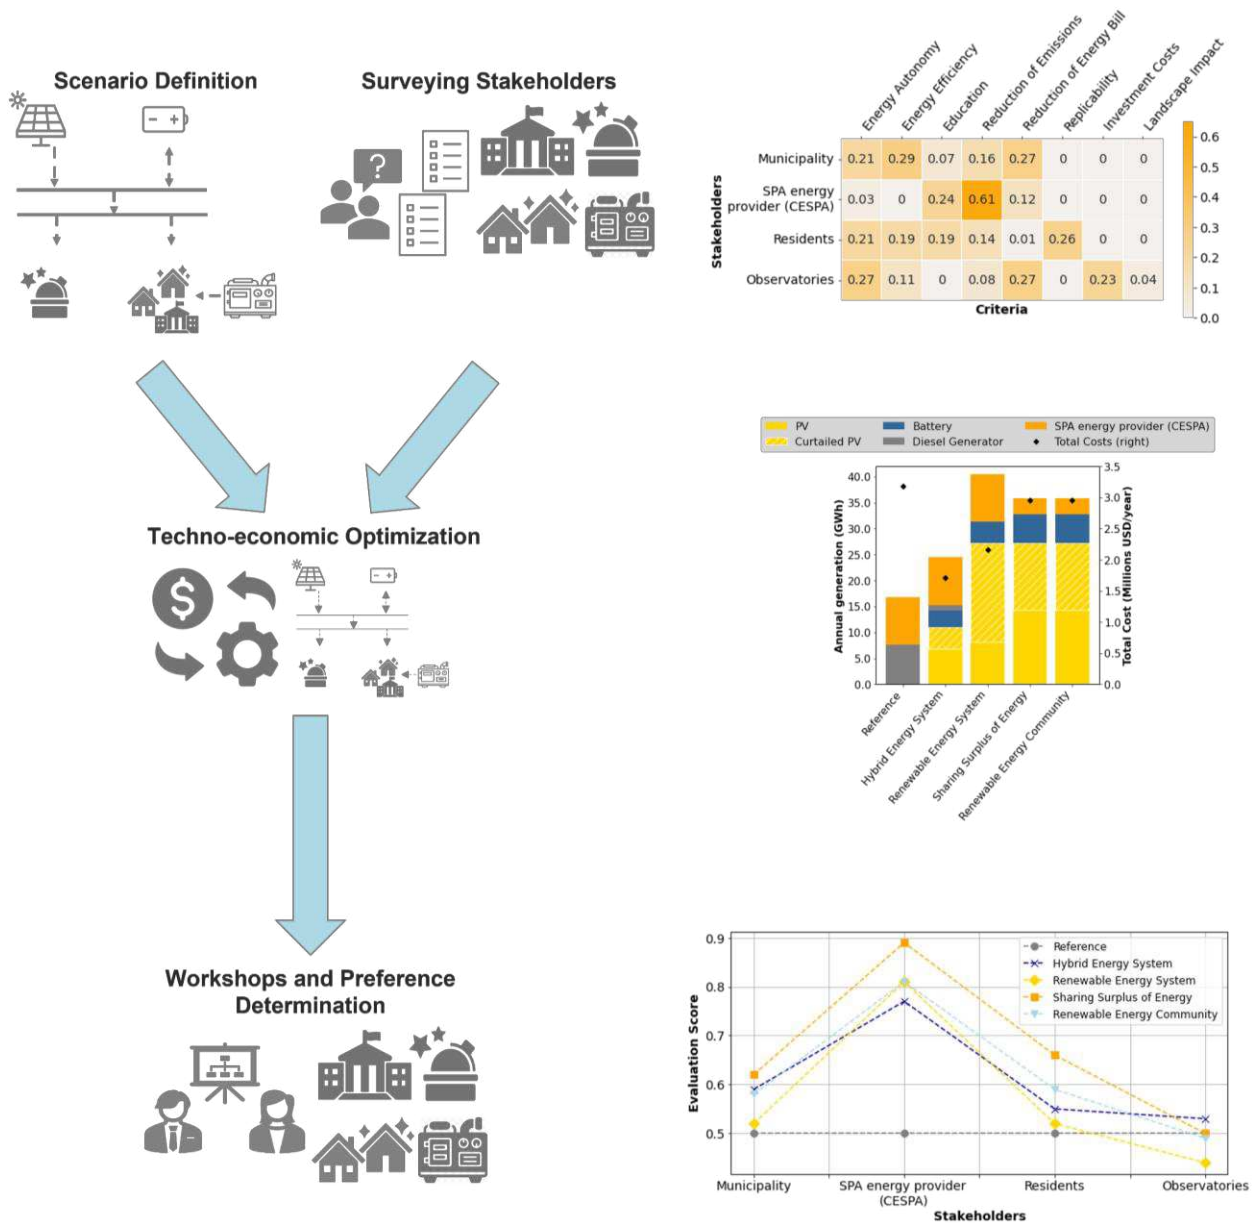 Scenario Definition
Surveying Stakeholders
?
$
Techno-economic Optimization
Workshops and Preference
Determination
Energy Autonomy
Energy Efficiency
Education
Reduction of Emissions
Reduction of Energy Bill
Replicability
Investment Costs
Landscape Impact
Stakeholders
Municipality 0.21 0.29 0.07 0.16 0.27 0 0 0
SPA energy
provider (CESPA) 0.03 0 0.24 0.61 0.12 0 0 0
Residents 0.21 0.19 0.19 0.14 0.01 0.26 0 0
Observatories 0.27 0.11 0 0.08 0.27 0 0.23 0.04
Criteria
0.6
0.5
0.4
0.3
0.2
0.1
0.0
PV Battery SPA energy provider (CESPA)
Curtailed PV Diesel Generator Total Costs (right)
Annual generation (GWh)
40.0
35.0
30.0
25.0
20.0
15.0
10.0
5.0
0.0
3.5
3.0
2.5
2.0
1.5
1.0
0.5
0.0
Total Cost (Millions USD/year)
Reference
Hybrid Energy System
Renewable Energy System
Sharing Surplus of Energy
Renewable Energy Community
Evaluation Score
0.9
0.8
0.7
0.6
0.5
Reference
Hybrid Energy System
Renewable Energy System
Sharing Surplus of Energy
Renewable Energy Community
Municipality SPA energy provider Residents Observatories
(CESPA)
Stakeholders